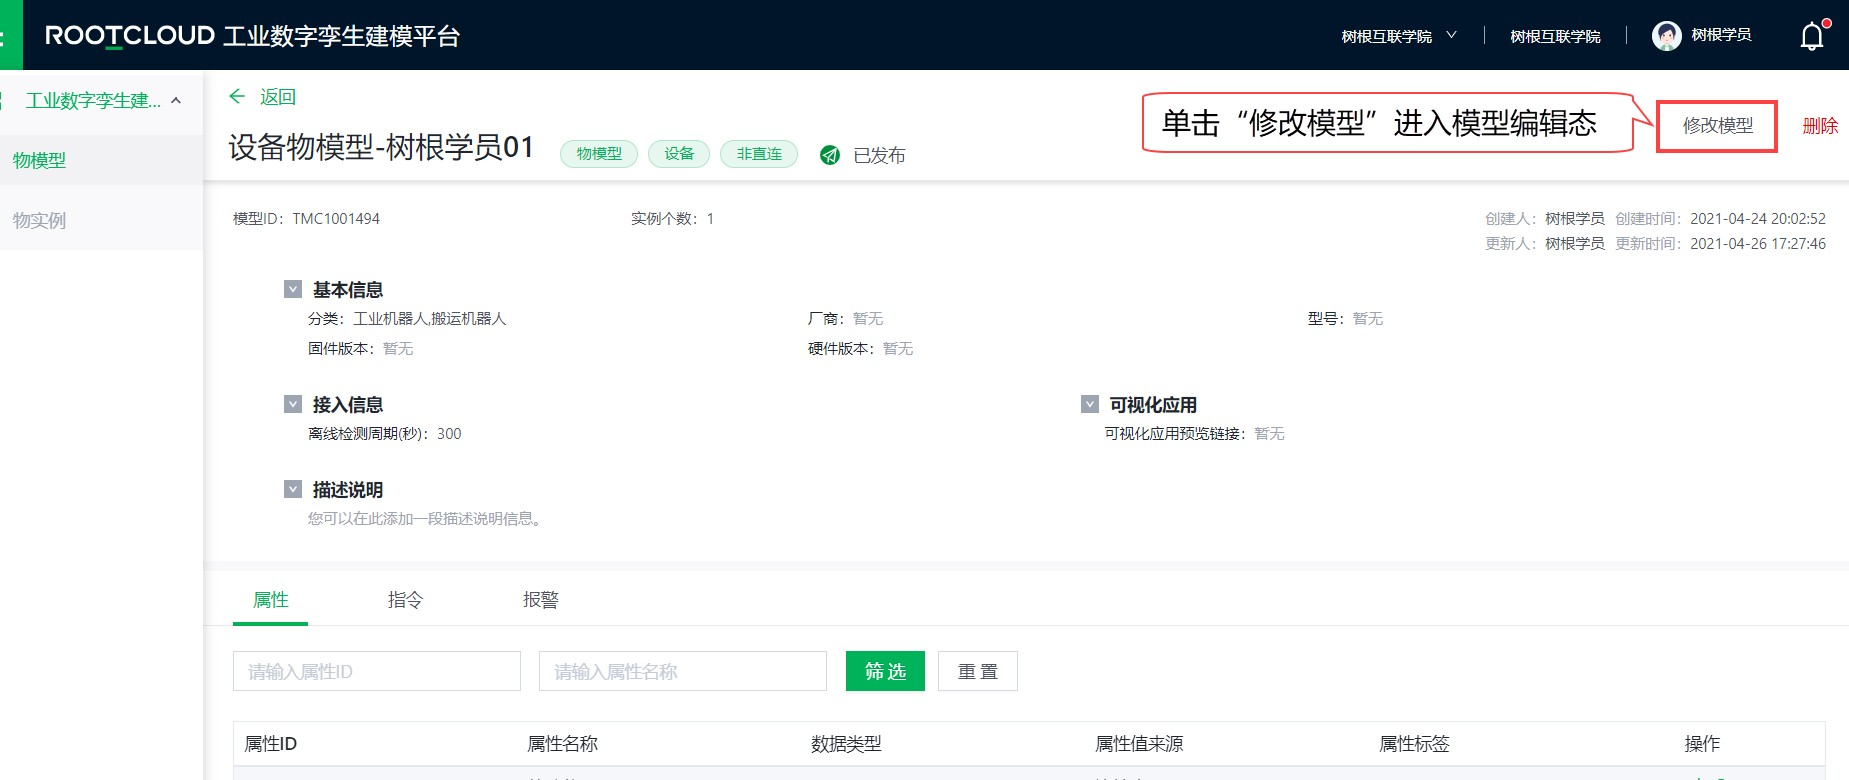 ROOTCLOUD 工业数字孪生建模平台
树根互联学院
树根互联学院
树根学员
工业数字孪生建...
物模型
物实例
返回
设备物模型-树根学员01
物模型
设备
非直连
已发布
单击“修改模型”进入模型编辑态
修改模型
删除
模型ID：TMC1001494
实例个数：1
创建人：树根学员 创建时间：2021-04-24 20:02:52
更新人：树根学员 更新时间：2021-04-26 17:27:46
基本信息
分类：工业机器人,搬运机器人
厂商：暂无
型号：暂无
固件版本：暂无
硬件版本：暂无
接入信息
离线检测周期(秒)：300
可视化应用
可视化应用预览链接：暂无
描述说明
您可以在此添加一段描述说明信息。
属性
指令
报警
请输入属性ID
请输入属性名称
筛 选
重 置
属性ID
属性名称
数据类型
属性值来源
属性标签
操作